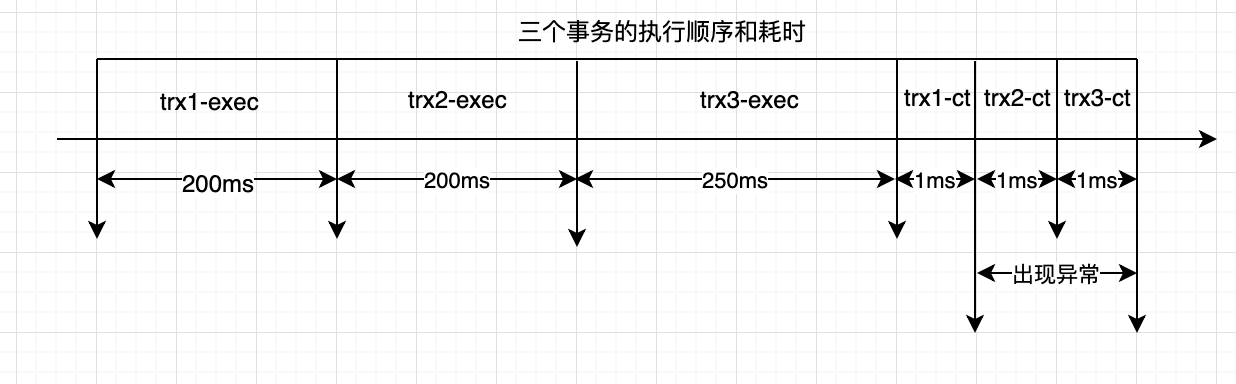 三个事务的执行顺序和耗时
trx1-exec trx2-exec trx3-exec trx1-ct trx2-ct trx3-ct
200ms 200ms 250ms 1ms 1ms 1ms
出现异常